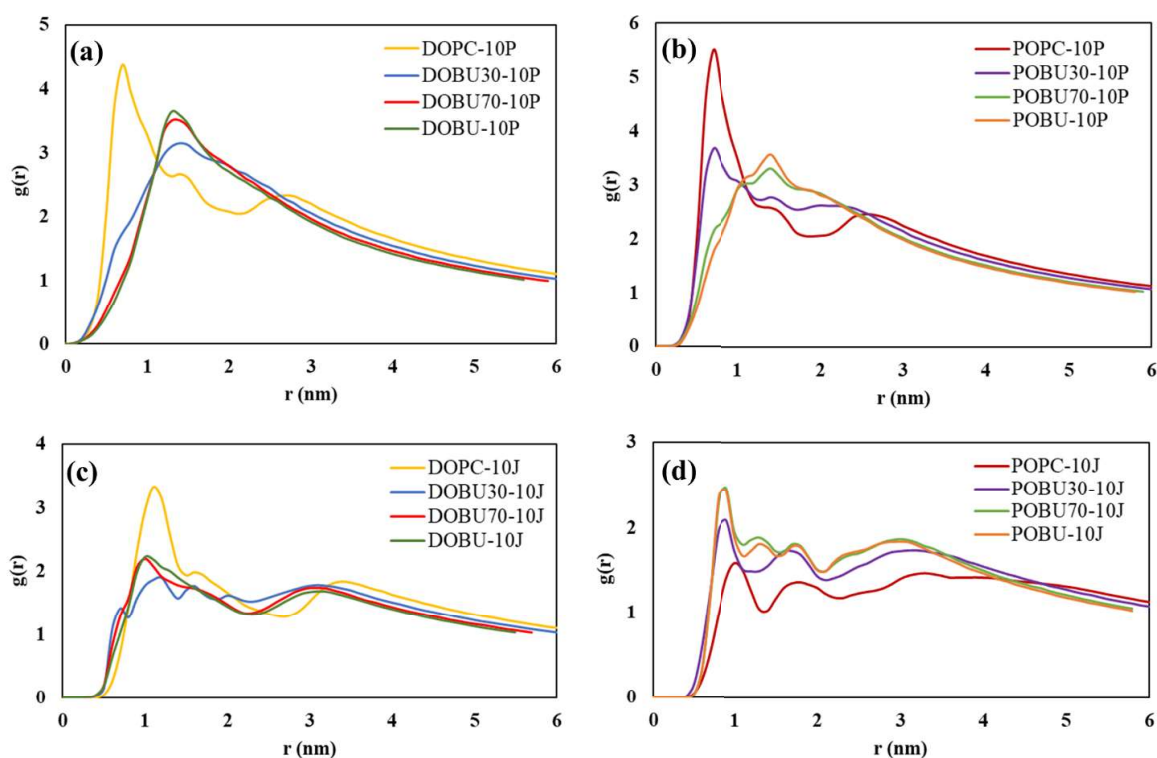 (a)
DOPC-10P
DOBU30-10P
DOBU70-10P
DOBU-10P
g(r)
5
4
3
2
1
0
0 1 2 3 4 5 6
r (nm)
(b)
POPC-10P
POBU30-10P
POBU70-10P
POBU-10P
g(r)
6
5
4
3
2
1
0
0 1 2 3 4 5 6
r (nm)
(c)
DOPC-10J
DOBU30-10J
DOBU70-10J
DOBU-10J
g(r)
4
3
2
1
0
0 1 2 3 4 5 6
r (nm)
(d)
POPC-10J
POBU30-10J
POBU70-10J
POBU-10J
g(r)
3
2
1
0
0 1 2 3 4 5 6
r (nm)